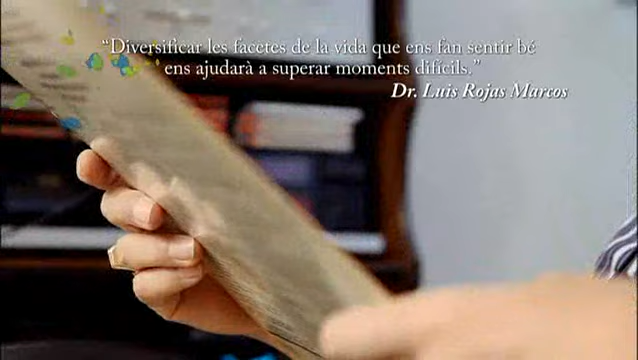 “Diversificar les facetes de la vida que ens fan sentir bé
ens ajudarà a superar moments difícils.”
Dr. Luis Rojas Marcos